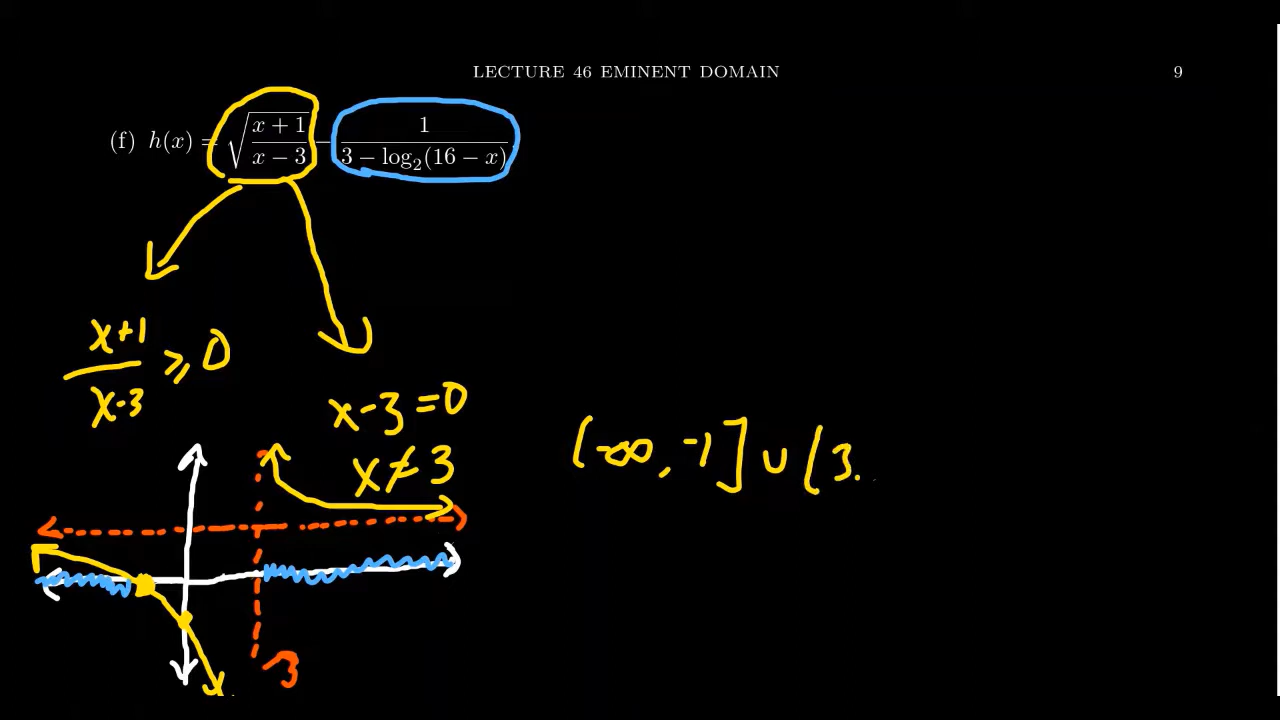 LECTURE 46 EMINENT DOMAIN 9
(f) h(x) = √((x + 1)/(x − 3)) − 1/(3 − log₂(16 − x))
(x+1)/(x-3) ≥ 0
x-3 = 0
x ≠ 3
(-∞, -1] ∪ (3.
3